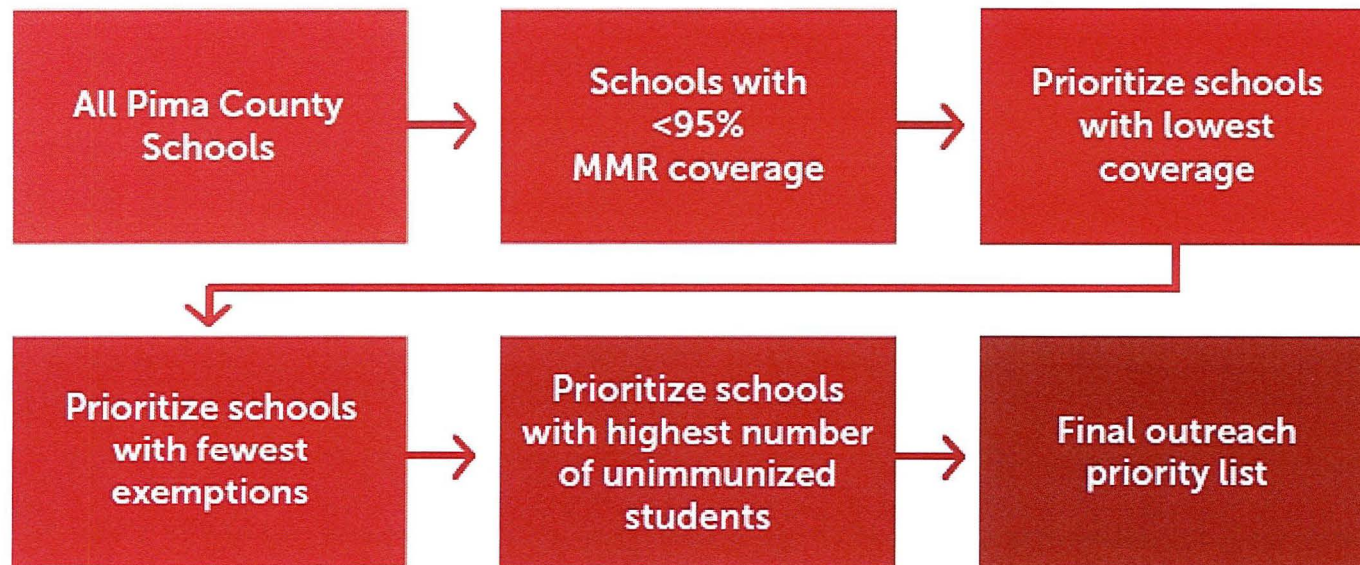 All Pima County
Schools
Schools with
<95%
MMR coverage
Prioritize schools
with lowest
coverage
Prioritize schools
with fewest
exemptions
Prioritize schools
with highest number
of unimmunized
students
Final outreach
priority list